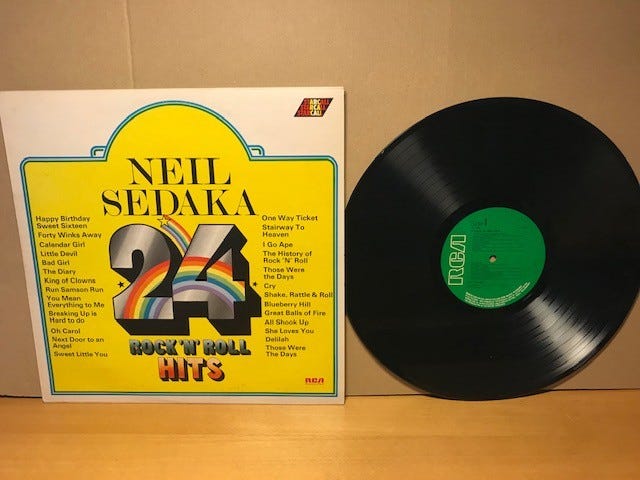 STARCALL
STARCALL
STARCALL
NEIL
SEDAKA
24
ROCK 'N' ROLL
HITS
Happy Birthday
Sweet Sixteen
Forty Winks Away
Calendar Girl
Little Devil
Bad Girl
The Diary
King of Clowns
Run Samson Run
You Mean
Everything to Me
Breaking Up is
Hard to do
Oh Carol
Next Door to an
Angel
Sweet Little You
One Way Ticket
Stairway To
Heaven
I Go Ape
The History of
Rock 'N' Roll
Those Were
the Days
Cry
Shake, Rattle & Roll
Blueberry Hill
Great Balls of Fire
All Shook Up
She Loves You
Delilah
Those Were
The Days
RCA
RCA